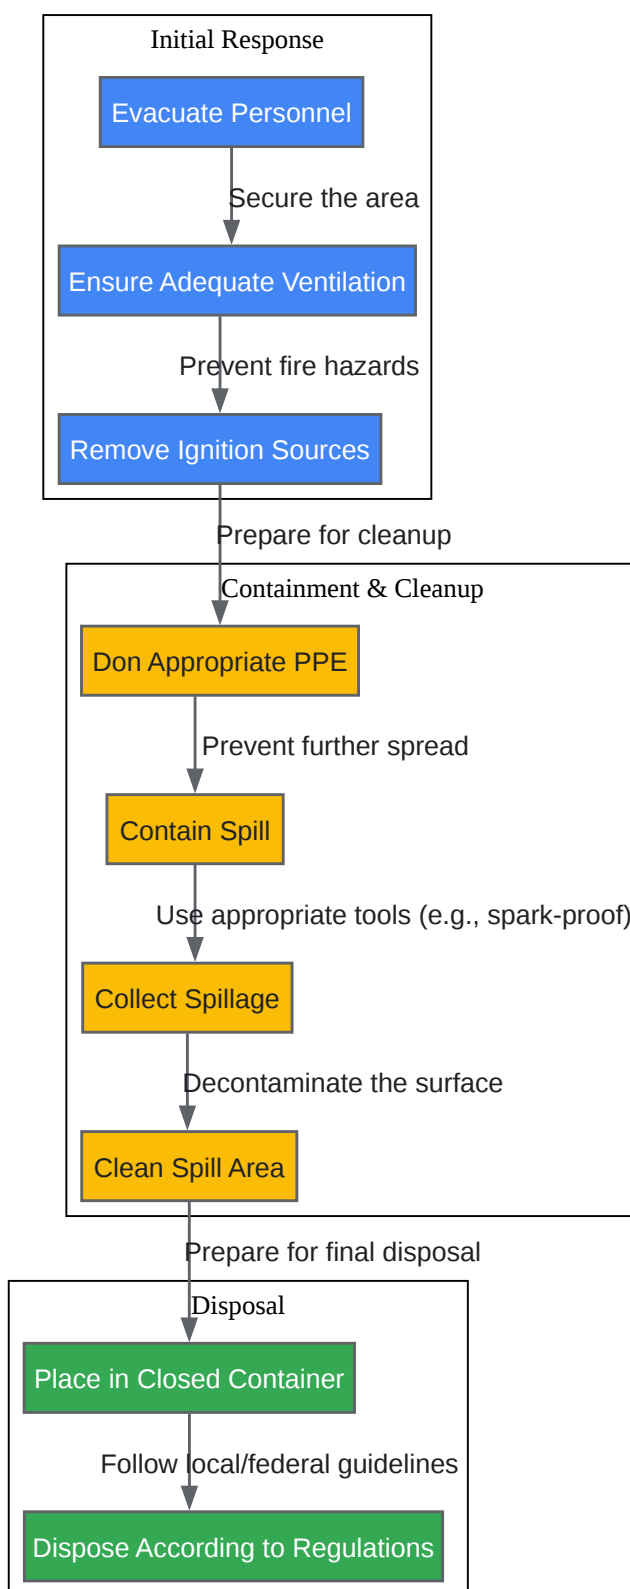 Initial Response
Evacuate Personnel
Secure the area
Ensure Adequate Ventilation
Prevent fire hazards
Remove Ignition Sources
Prepare for cleanup
Containment & Cleanup
Don Appropriate PPE
Prevent further spread
Contain Spill
Use appropriate tools (e.g., spark-proof)
Collect Spillage
Decontaminate the surface
Clean Spill Area
Prepare for final disposal
Disposal
Place in Closed Container
Follow local/federal guidelines
Dispose According to Regulations